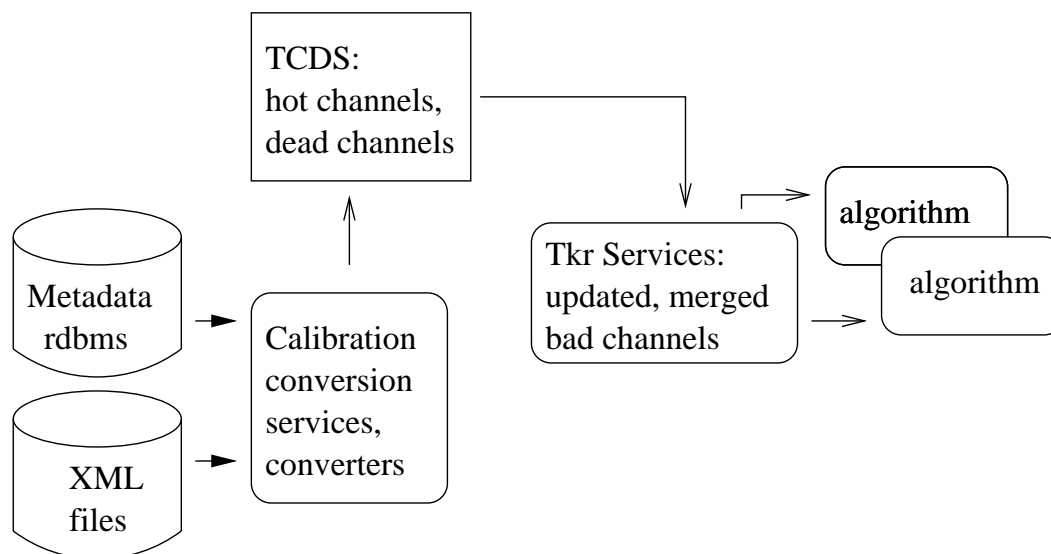 TCDS:
hot channels,
dead channels
Metadata
rdbms
XML
files
Calibration
conversion
services,
converters
Tkr Services:
updated, merged
bad channels
algorithm
algorithm